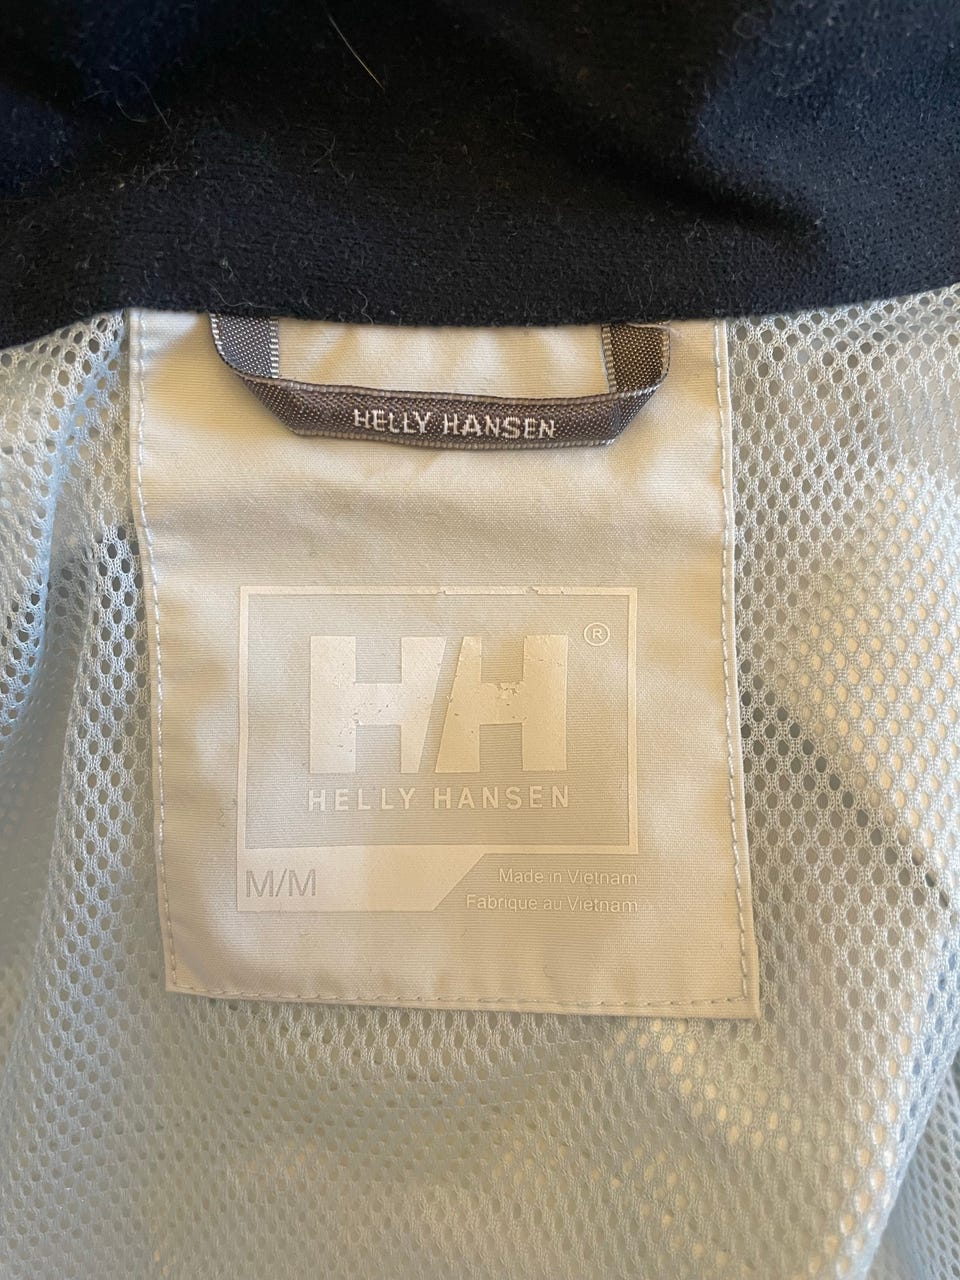 HELLY HANSEN
HH®
HELLY HANSEN
M/M
Made in Vietnam
Fabrique au Vietnam